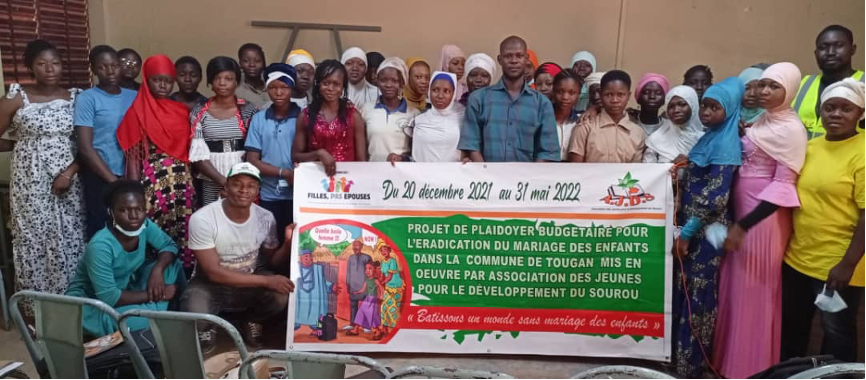 FILLES, PAS EPOUSES
Du 20 décembre 2021 au 31 mai 2022
A.J.D.S
PROJET DE PLAIDOYER BUDGETAIRE POUR
L'ERADICATION DU MARIAGE DES ENFANTS
DANS LA COMMUNE DE TOUGAN MIS EN
OEUVRE PAR ASSOCIATION DES JEUNES
POUR LE DÉVELOPPEMENT DU SOUROU
« Batissons un monde sans mariage des enfants »
Quelle belle
femme !!!
NON !